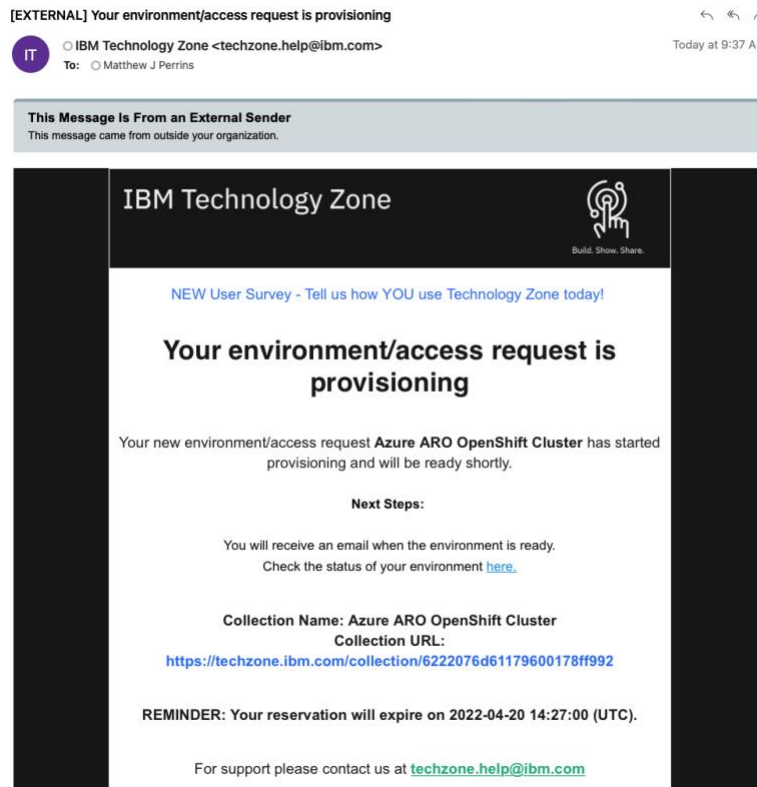 [EXTERNAL] Your environment/access request is provisioning
IT
IBM Technology Zone <techzone.help@ibm.com>
Today at 9:37 A
To: Matthew J Perrins
This Message Is From an External Sender
This message came from outside your organization.
IBM Technology Zone
Build. Show. Share.
NEW User Survey - Tell us how YOU use Technology Zone today!
Your environment/access request is
provisioning
Your new environment/access request Azure ARO OpenShift Cluster has started
provisioning and will be ready shortly.
Next Steps:
You will receive an email when the environment is ready.
Check the status of your environment here.
Collection Name: Azure ARO OpenShift Cluster
Collection URL:
https://techzone.ibm.com/collection/6222076d61179600178ff992
REMINDER: Your reservation will expire on 2022-04-20 14:27:00 (UTC).
For support please contact us at techzone.help@ibm.com